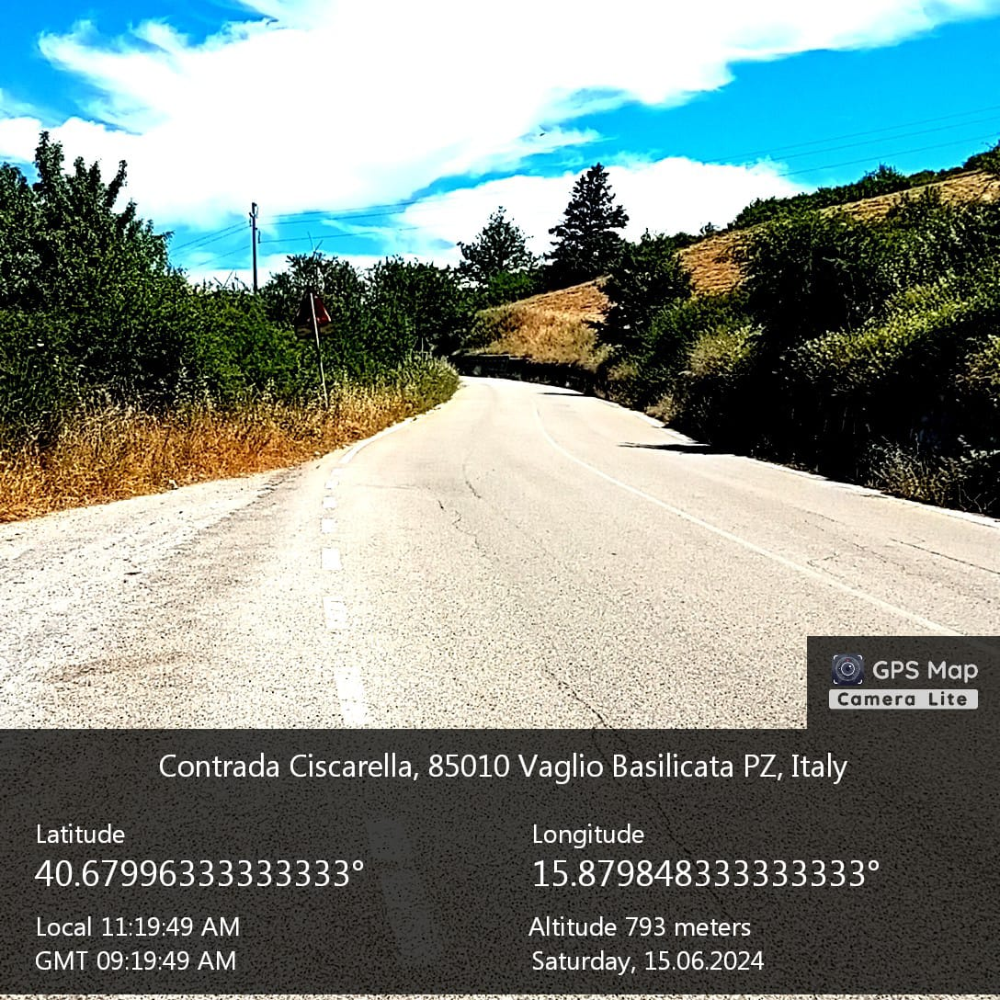 GPS Map
Camera Lite
Contrada Ciscarella, 85010 Vaglio Basilicata PZ, Italy
Latitude
40.67996333333333°
Longitude
15.879848333333333°
Local 11:19:49 AM
GMT 09:19:49 AM
Altitude 793 meters
Saturday, 15.06.2024